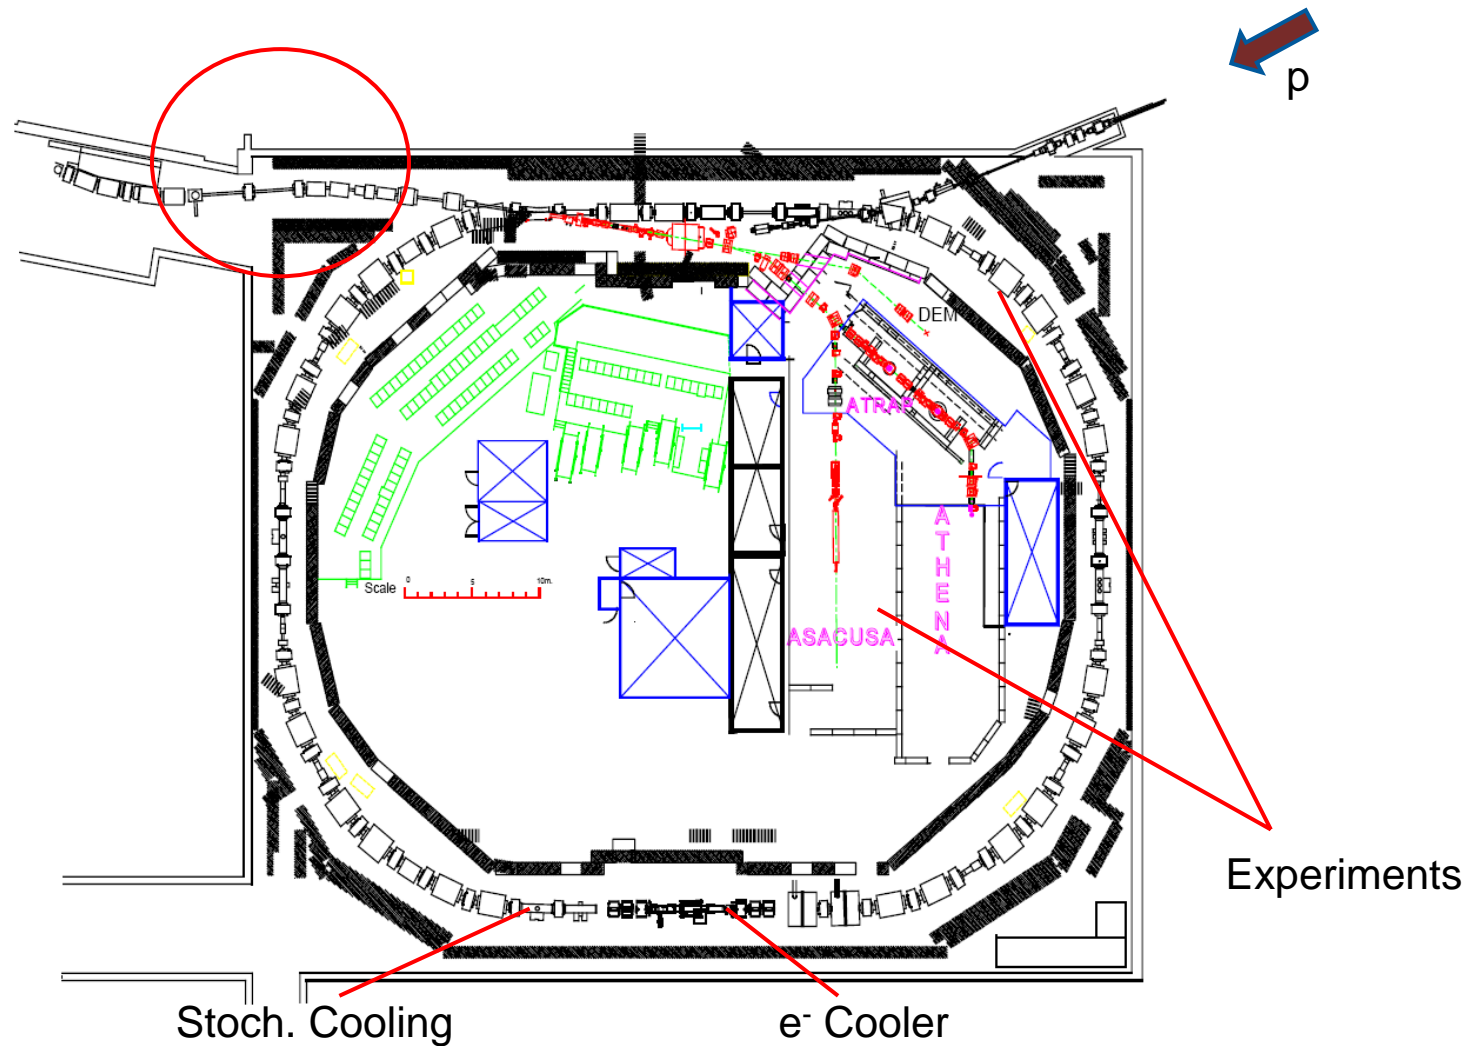 p
DEM
ATRAP
ATHENA
Scale 0 5 10m.
ASACUSA
Experiments
Stoch. Cooling
e- Cooler